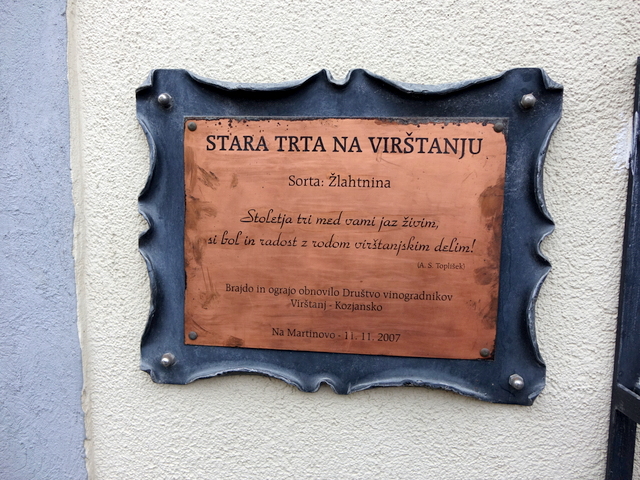 STARA TRTA NA VIRŠTANJU
Sorta: Žlahtnina
Stoletja tri med vami jaz živim,
si bol in radost z rodom virštanjskim delim!
(A. S. Toplišek)
Brajdo in ograjo obnovilo Društvo vinogradnikov
Virštanj - Kozjansko
Na Martinovo - 11. 11. 2007